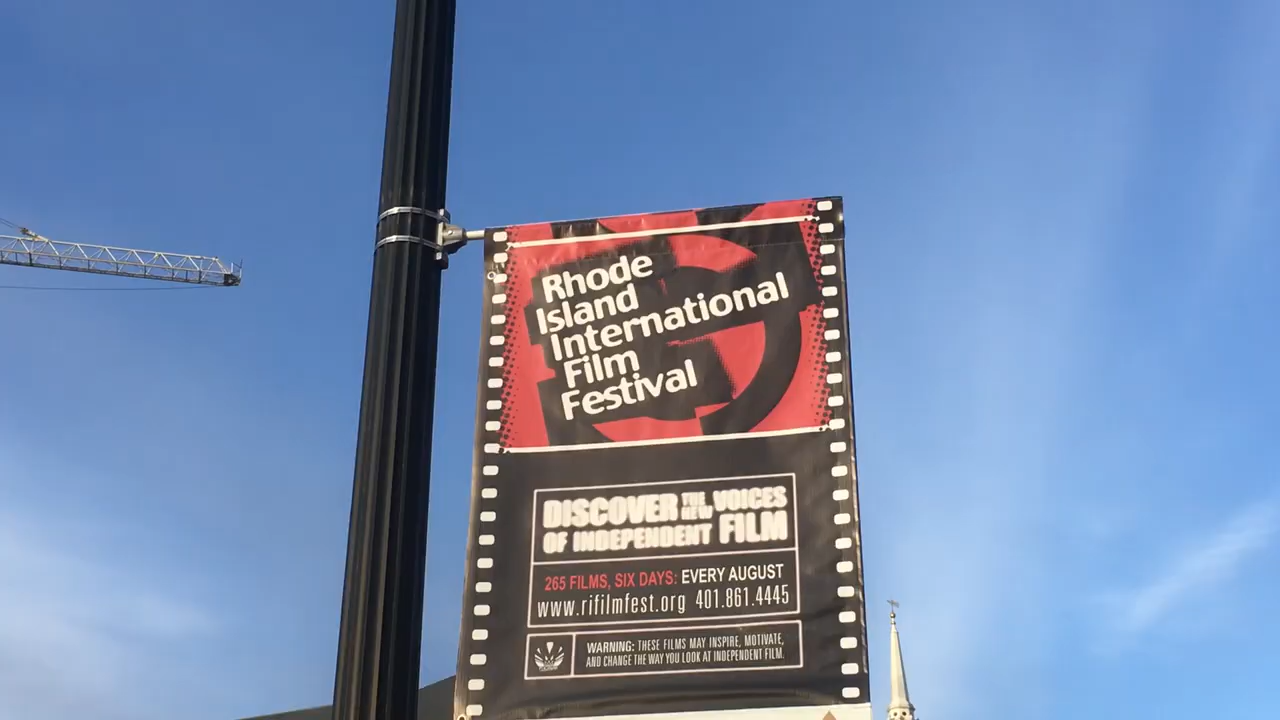 Rhode
Island
International
Film
Festival
DISCOVER THE NEW VOICES
OF INDEPENDENT FILM
265 FILMS, SIX DAYS: EVERY AUGUST
www.rifilmfest.org 401.861.4445
WARNING: THESE FILMS MAY INSPIRE, MOTIVATE,
AND CHANGE THE WAY YOU LOOK AT INDEPENDENT FILM.